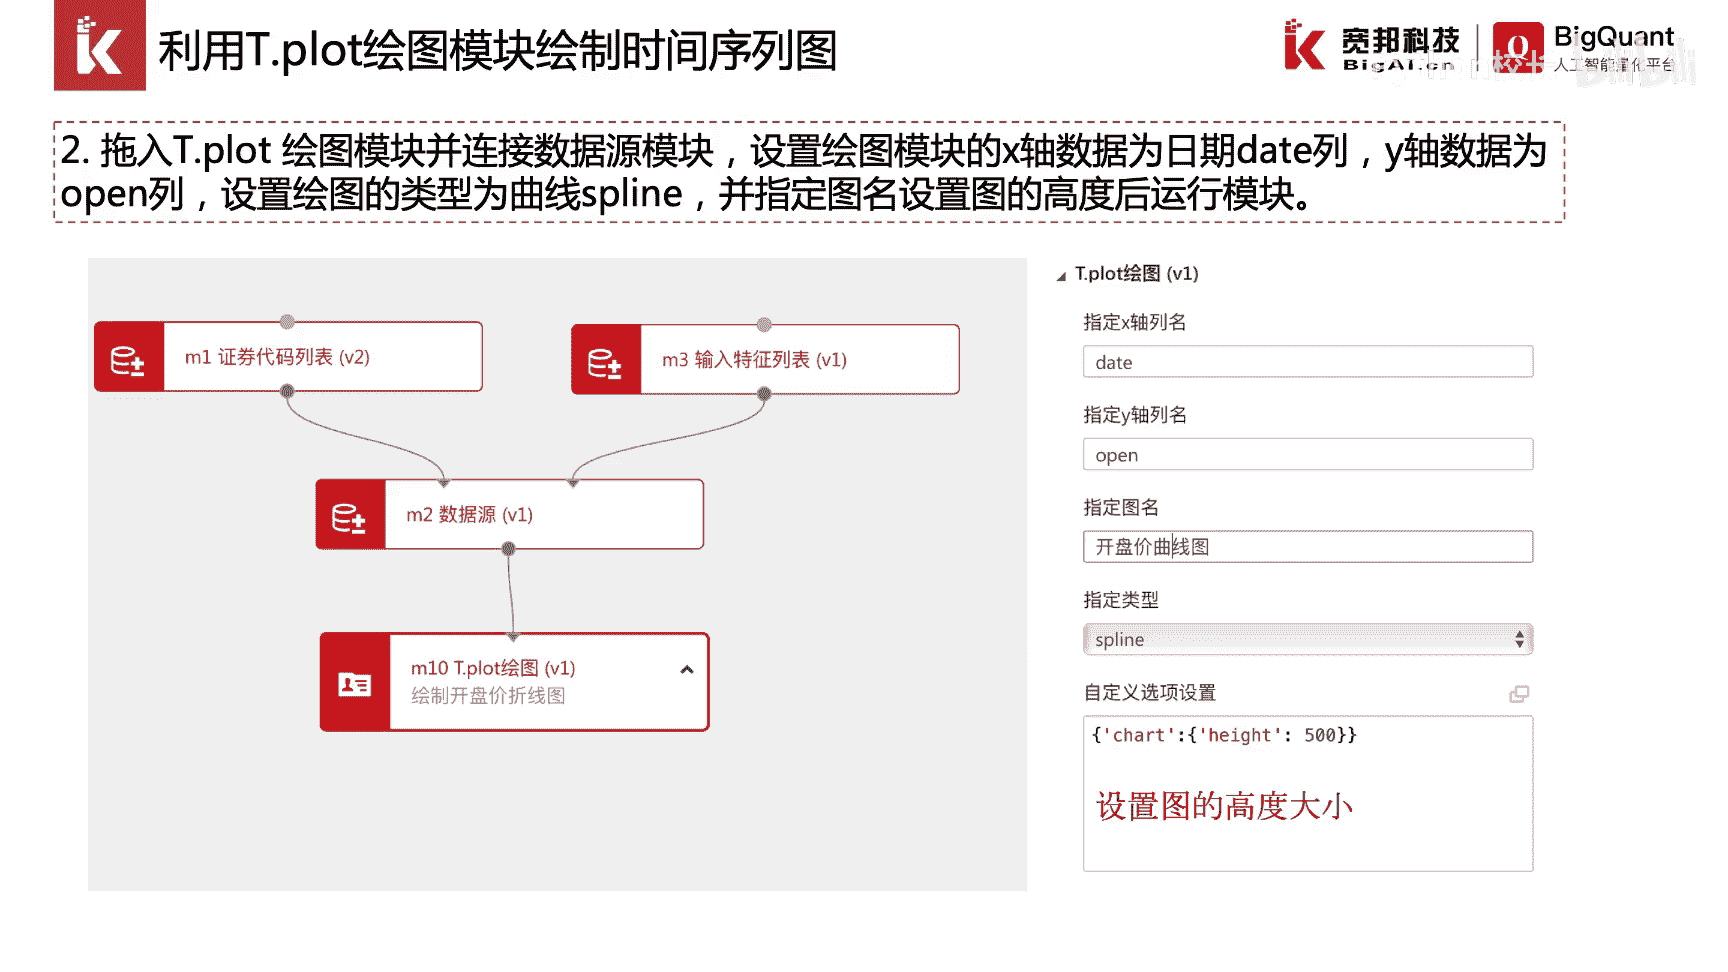 利用T.plot绘图模块绘制时间序列图
宽邦科技
BigAI.cn
BigQuant
人工智能量化平台
2. 拖入T.plot 绘图模块并连接数据源模块，设置绘图模块的x轴数据为日期date列，y轴数据为
open列，设置绘图的类型为曲线spline，并指定图名设置图的高度后运行模块。
m1 证券代码列表 (v2)
m3 输入特征列表 (v1)
m2 数据源 (v1)
m10 T.plot绘图 (v1)
绘制开盘价折线图
T.plot绘图 (v1)
指定x轴列名
date
指定y轴列名
open
指定图名
开盘价曲线图
指定类型
spline
自定义选项设置
{'chart':{'height': 500}}
设置图的高度大小